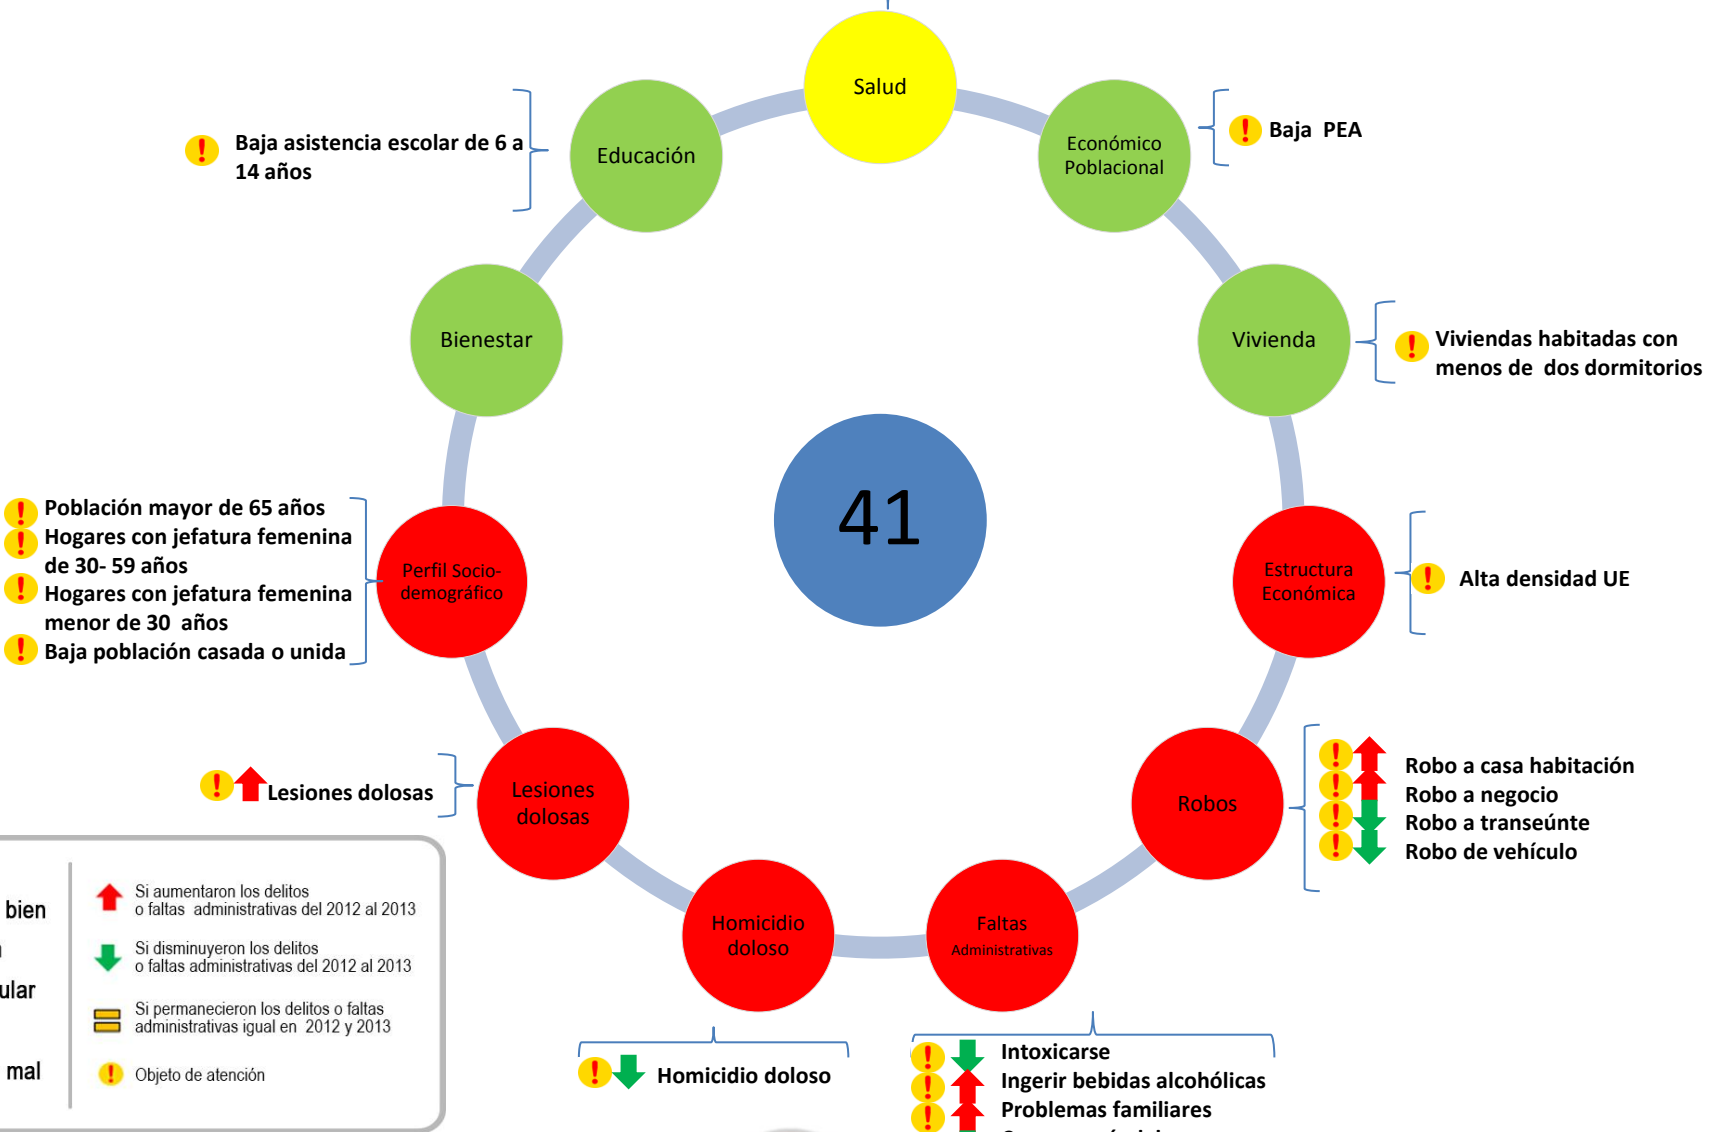 Salud
Educación
Económico
Poblacional
Baja  PEA
Baja asistencia escolar de 6 a
14 años
Bienestar
Vivienda
Viviendas habitadas con
menos de  dos dormitorios
41
Población mayor de 65 años
Hogares con jefatura femenina
de 30- 59 años
Hogares con jefatura femenina
menor de 30  años
Baja población casada o unida
Perfil Socio-
demográfico
Estructura
Económica
Alta densidad UE
Lesiones dolosas
Lesiones
dolosas
Robos
Robo a casa habitación
Robo a negocio
Robo a transeúnte
Robo de vehículo
Homicidio
doloso
Faltas
Administrativas
Homicidio doloso
Intoxicarse
Ingerir bebidas alcohólicas
Problemas familiares
bien
ular
mal
Si aumentaron los delitos
o faltas  administrativas del 2012 al 2013
Si disminuyeron los delitos
o faltas administrativas del 2012 al 2013
Si permanecieron los delitos o faltas
administrativas igual en  2012 y 2013
Objeto de atención